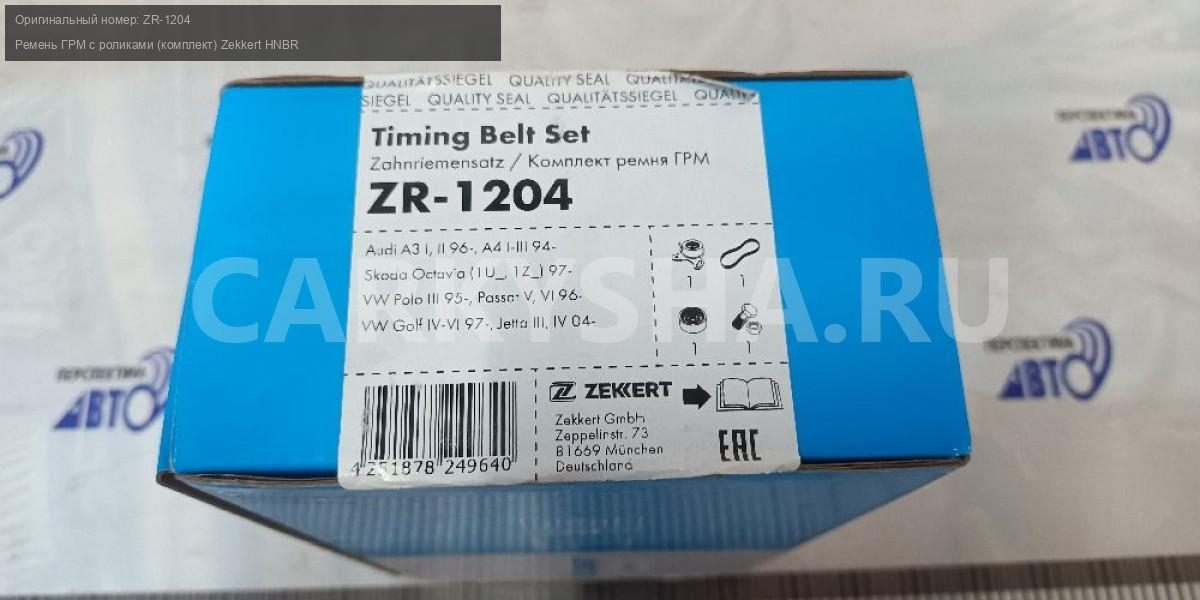 Оригинальный номер: ZR-1204
Ремень ГРМ с роликами (комплект) Zekkert HNBR
QUALITÄTSSIEGEL QUALITY SEAL
SIEGEL QUALITY SEAL QUALITÄTSSIEGEL
Timing Belt Set
Zahnriemensatz / Комплект ремня ГРМ
ZR-1204
Audi A3 I, II 96-, A4 I-III 94-
Skoda Octavia (1U_, 1Z_) 97-
VW Polo III 95-, Passat V, VI 96-
VW Golf IV-VI 97-, Jetta III, IV 04-
1 1
1 1
CARRYSHA.RU
ZEKKERT
Zekkert GmbH
Zeppelinstr. 73
81669 München
Deutschland
EAC
4 251878 249640
ПЕРСПЕКТИВА
АВТО
ПЕРСПЕКТИВА
АВТО
ПЕРСПЕКТИВА
АВТО